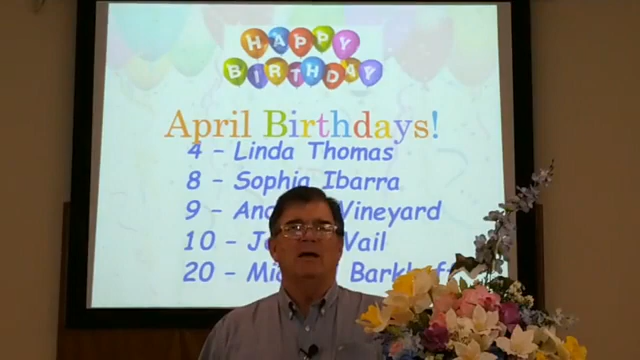 HAPPY
BIRTHDAY
April Birthdays!
4 - Linda Thomas
8 - Sophia Ibarra
9 - Vineyard
10 - Vail
20 -